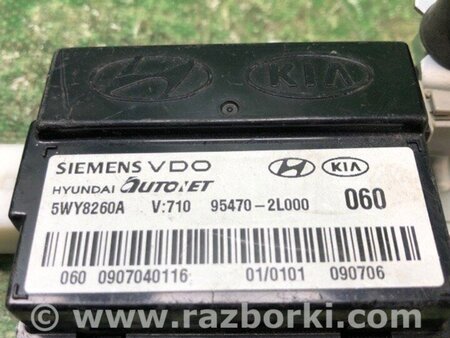 KIA
SIEMENS VDO
HYUNDAI AUTONET
KIA
5WY8260A V:710 95470-2L000 060
060 0907040116 01/0101 090706
© www.razborki.com